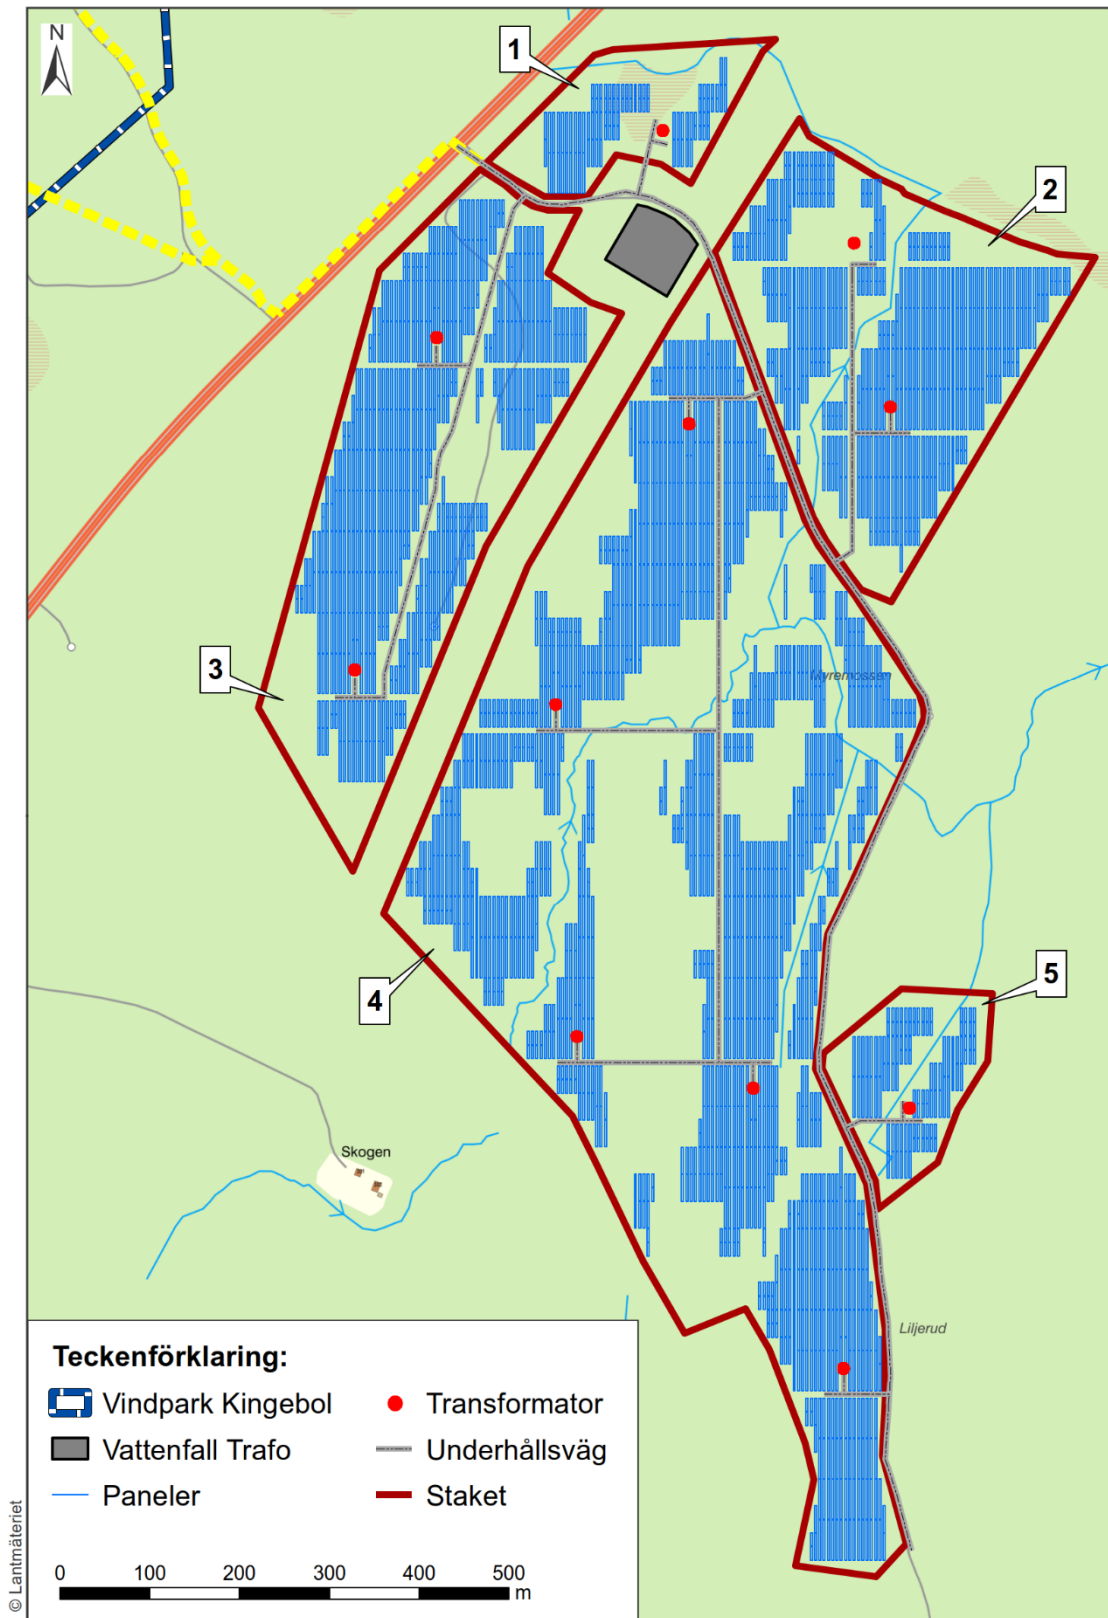 N
1
2
3
Myremossen
4
5
Skogen
Liljerud
Teckenförklaring:
Vindpark Kingebol
Transformator
Vattenfall Trafo
Underhållsväg
Paneler
Staket
0 100 200 300 400 500
m
© Lantmäteriet